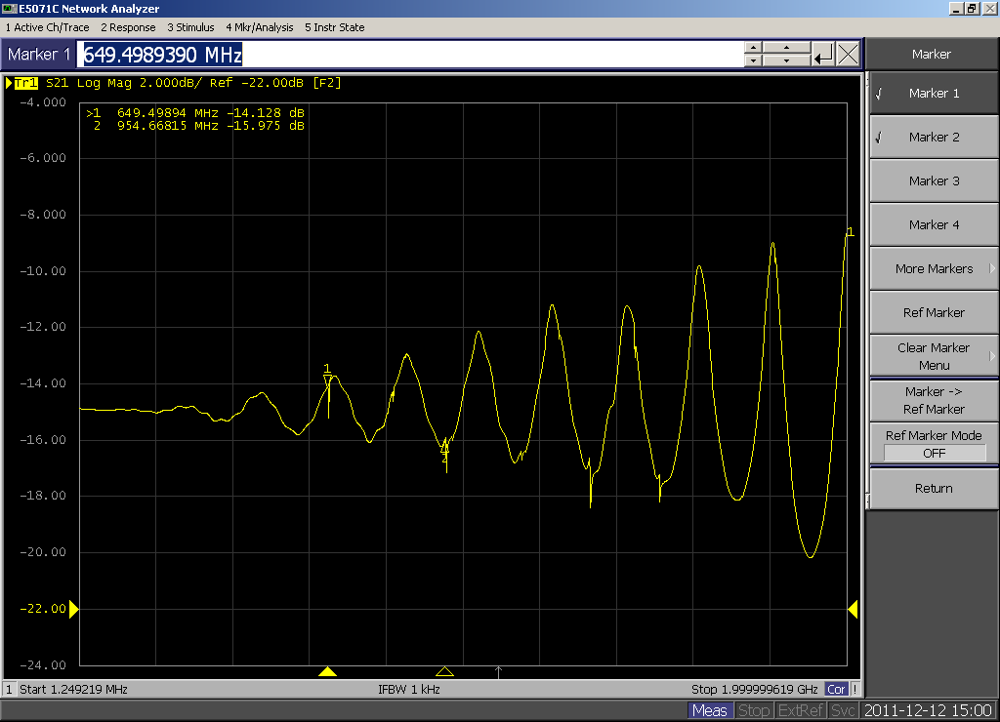 E5071C Network Analyzer
1 Active Ch/Trace 2 Response 3 Stimulus 4 Mkr/Analysis 5 Instr State
Marker 1 649.4989390 MHz
Tr1 S21 Log Mag 2.000dB/ Ref -22.00dB [F2]
-4.000
>1 649.49894 MHz -14.128 dB
2 954.66815 MHz -15.975 dB
-6.000
-8.000
-10.00
-12.00
-14.00
-16.00
-18.00
-20.00
-22.00
-24.00
1
2
1
1 Start 1.249219 MHz IFBW 1 kHz Stop 1.999999619 GHz Cor !
Marker
Marker 1
Marker 2
Marker 3
Marker 4
More Markers
Ref Marker
Clear Marker
Menu
Marker ->
Ref Marker
Ref Marker Mode
OFF
Return
Meas Stop ExtRef Svc 2011-12-12 15:00